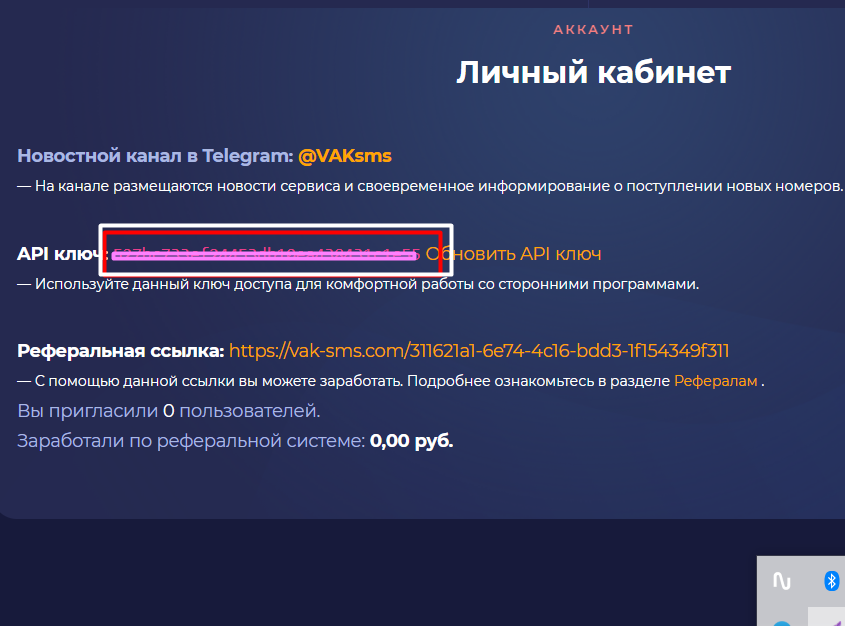 АККАУНТ
Личный кабинет
Новостной канал в Telegram: @VAKsms
— На канале размещаются новости сервиса и своевременное информирование о поступлении новых номеров.
API ключ: Обновить API ключ
— Используйте данный ключ доступа для комфортной работы со сторонними программами.
Реферальная ссылка: https://vak-sms.com/311621a1-6e74-4c16-bdd3-1f154349f311
— С помощью данной ссылки вы можете заработать. Подробнее ознакомьтесь в разделе Рефералам .
Вы пригласили 0 пользователей.
Заработали по реферальной системе: 0,00 руб.